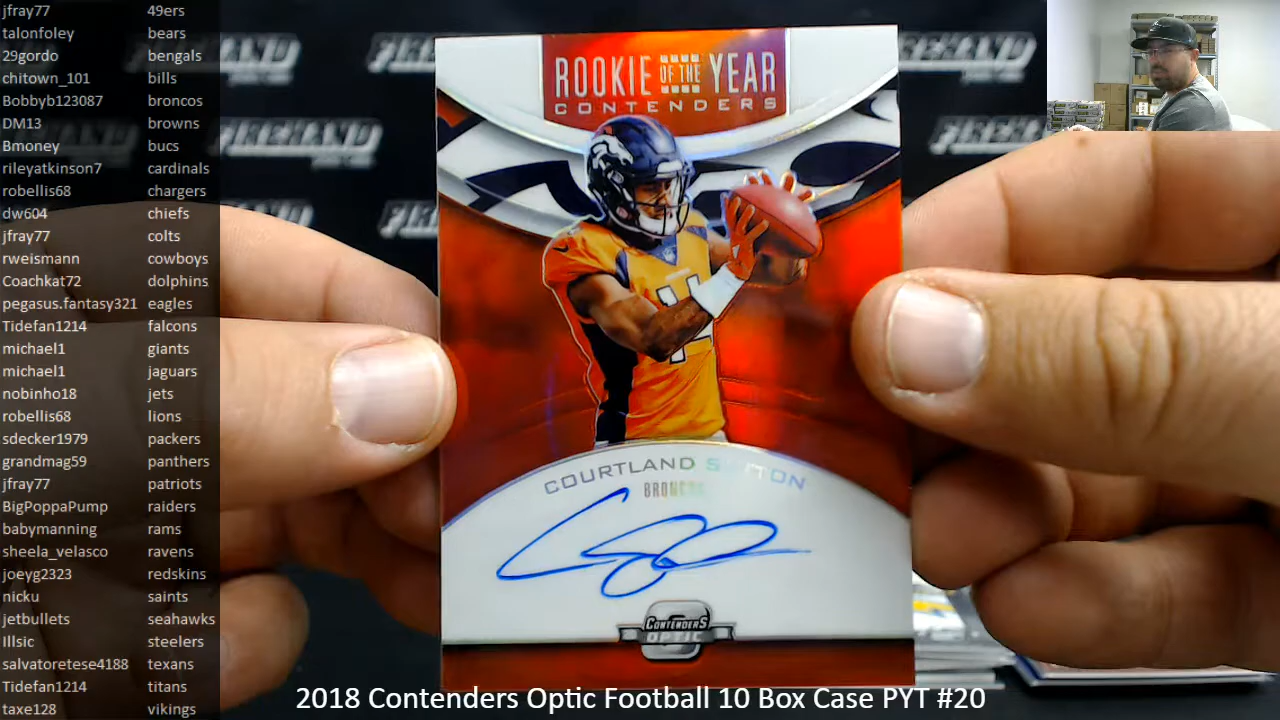 jfray77 49ers
talonfoley bears
29gordo bengals
chitown_101 bills
Bobbyb123087 broncos
DM13 browns
Bmoney bucs
rileyatkinson7 cardinals
robellis68 chargers
dw604 chiefs
jfray77 colts
rweismann cowboys
Coachkat72 dolphins
pegasus.fantasy321 eagles
Tidefan1214 falcons
michael1 giants
michael1 jaguars
nobinho18 jets
robellis68 lions
sdecker1979 packers
grandmag59 panthers
jfray77 patriots
BigPoppaPump raiders
babymanning rams
sheela_velasco ravens
joeyg2323 redskins
nicku saints
jetbullets seahawks
Illsic steelers
salvatoretese4188 texans
Tidefan1214 titans
taxe128 vikings
ROOKIE OF THE YEAR
CONTENDERS
COURTLAND SUTTON
BRONCOS
CONTENDERS
OPTIC
2018 Contenders Optic Football 10 Box Case PYT #20